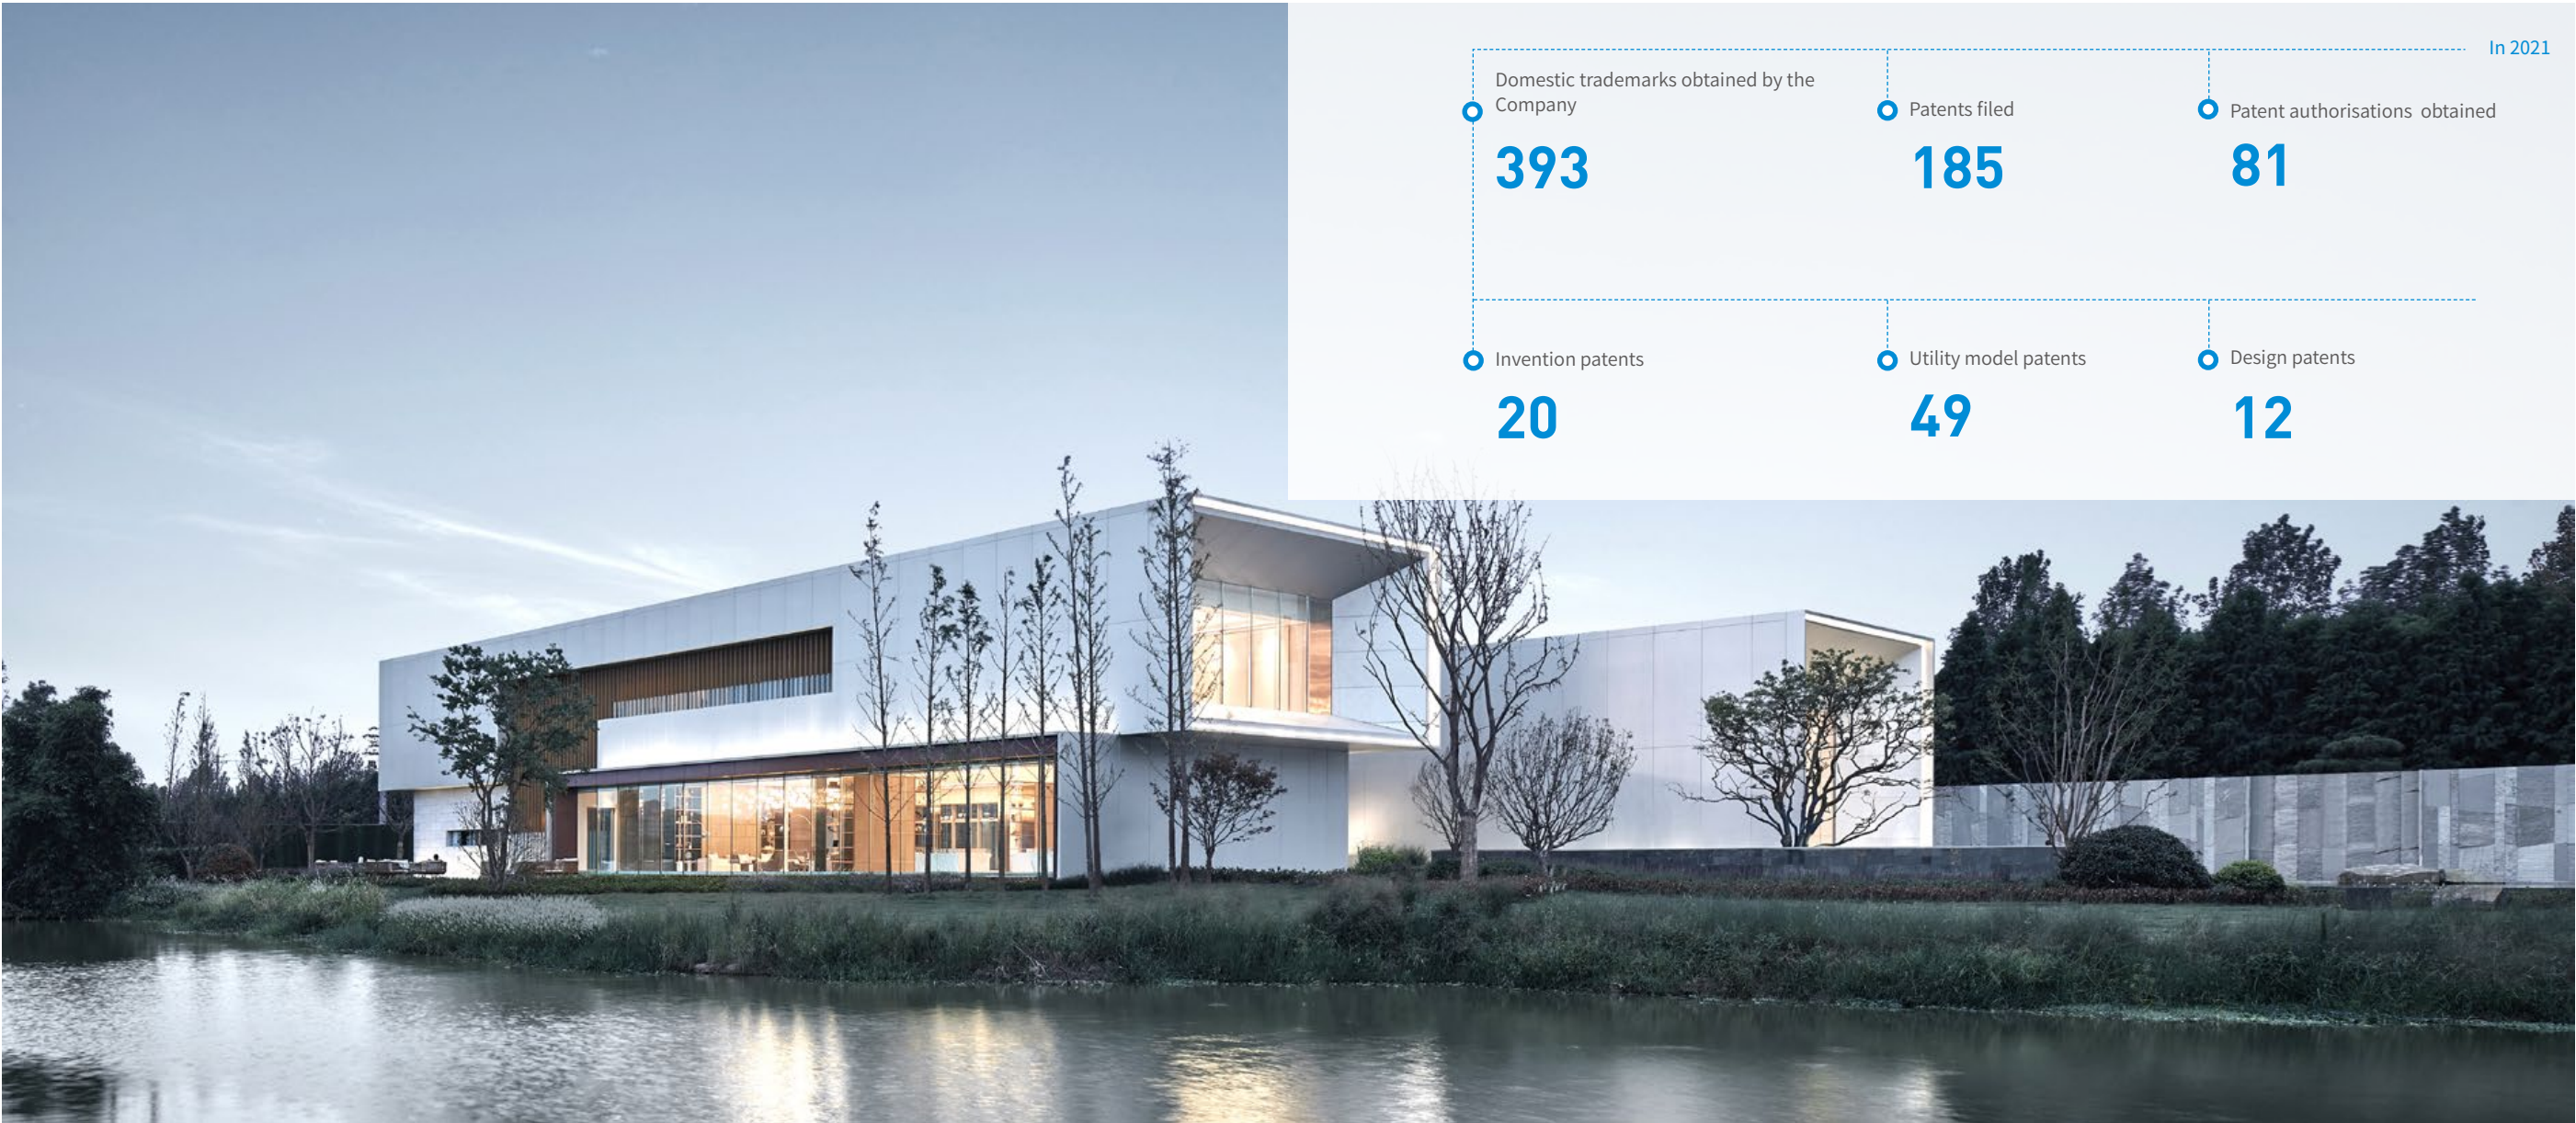 In 2021
Domestic trademarks obtained by the
Company
393
Patents filed
185
Patent authorisations obtained
81
Invention patents
20
Utility model patents
49
Design patents
12